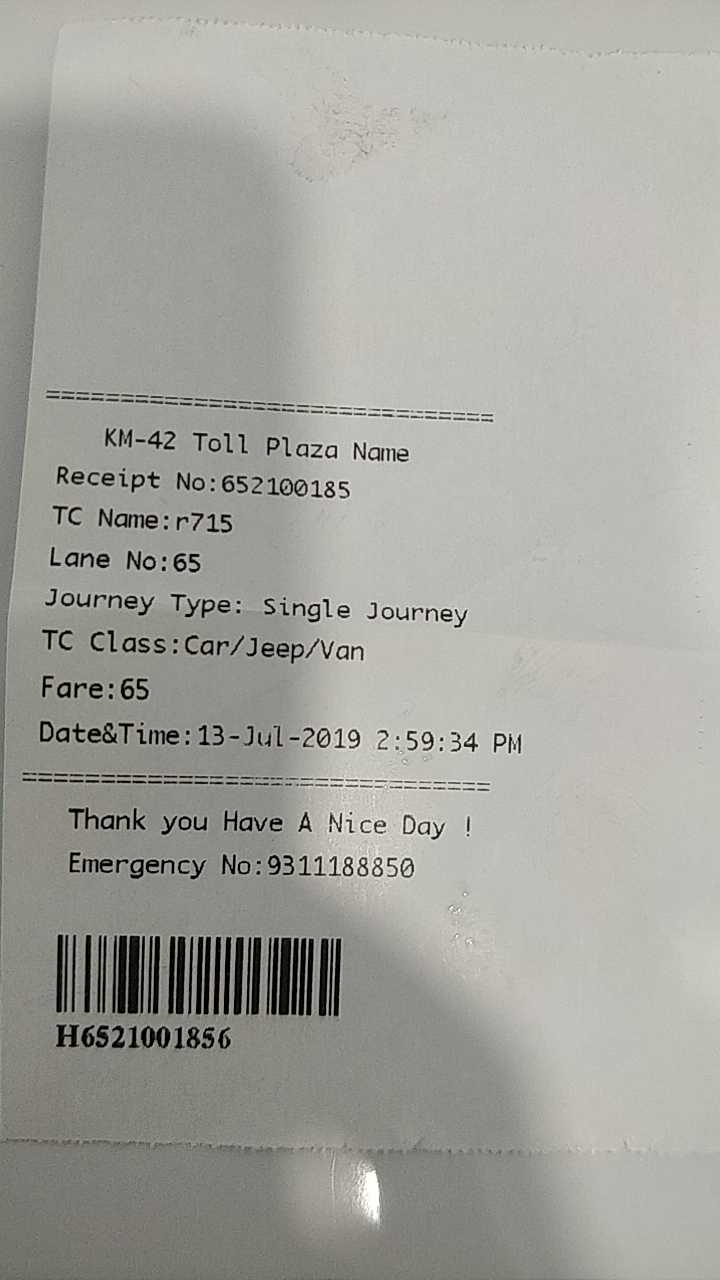 ==============================
KM-42 Toll Plaza Name
Receipt No:652100185
TC Name:r715
Lane No:65
Journey Type: Single Journey
TC Class:Car/Jeep/Van
Fare:65
Date&Time:13-Jul-2019 2:59:34 PM
==============================
Thank you Have A Nice Day !
Emergency No:9311188850
H6521001856